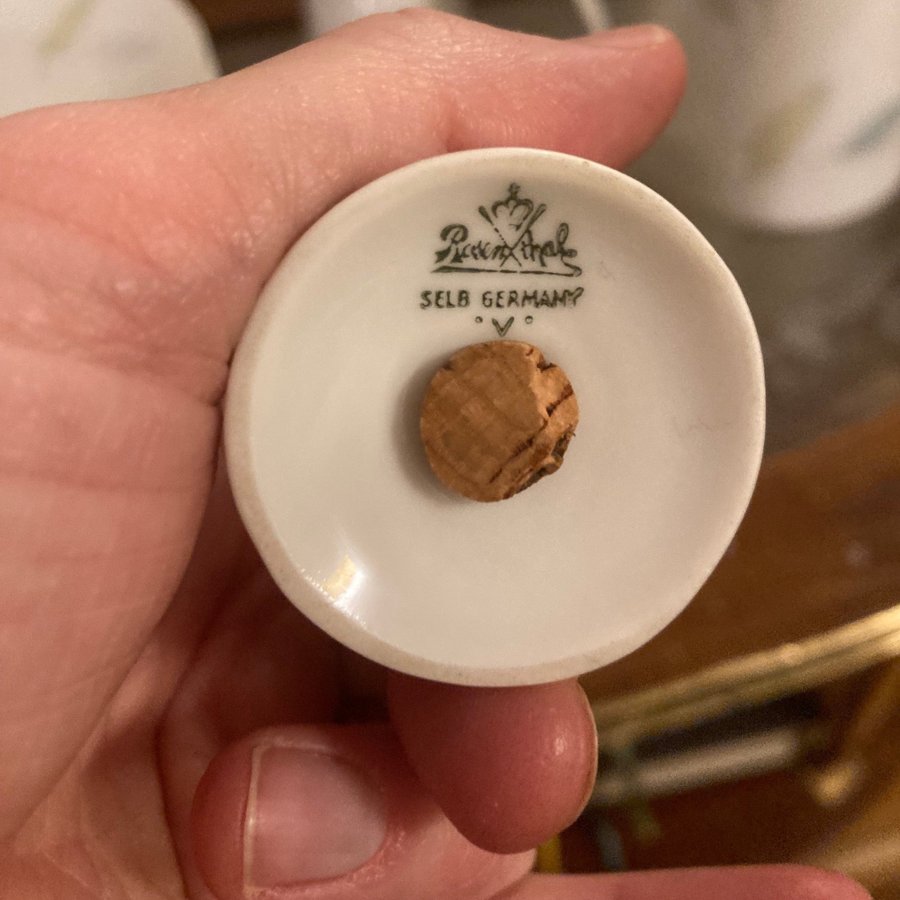 Rosenthal
SELB GERMANY
V